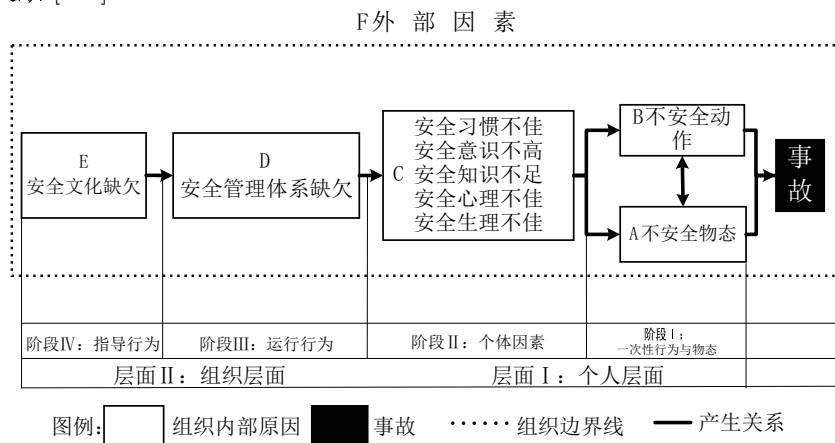 F外 部 因 素
E
安全文化缺欠
D
安全管理体系缺欠
C
安全习惯不佳
安全意识不高
安全知识不足
安全心理不佳
安全生理不佳
B不安全动
作
A不安全物态
事
故
阶段Ⅳ：指导行为
阶段Ⅲ：运行行为
阶段Ⅱ：个体因素
阶段Ⅰ：
一次性行为与物态
层面Ⅱ：组织层面
层面Ⅰ：个人层面
图例:
组织内部原因
事故
组织边界线
产生关系